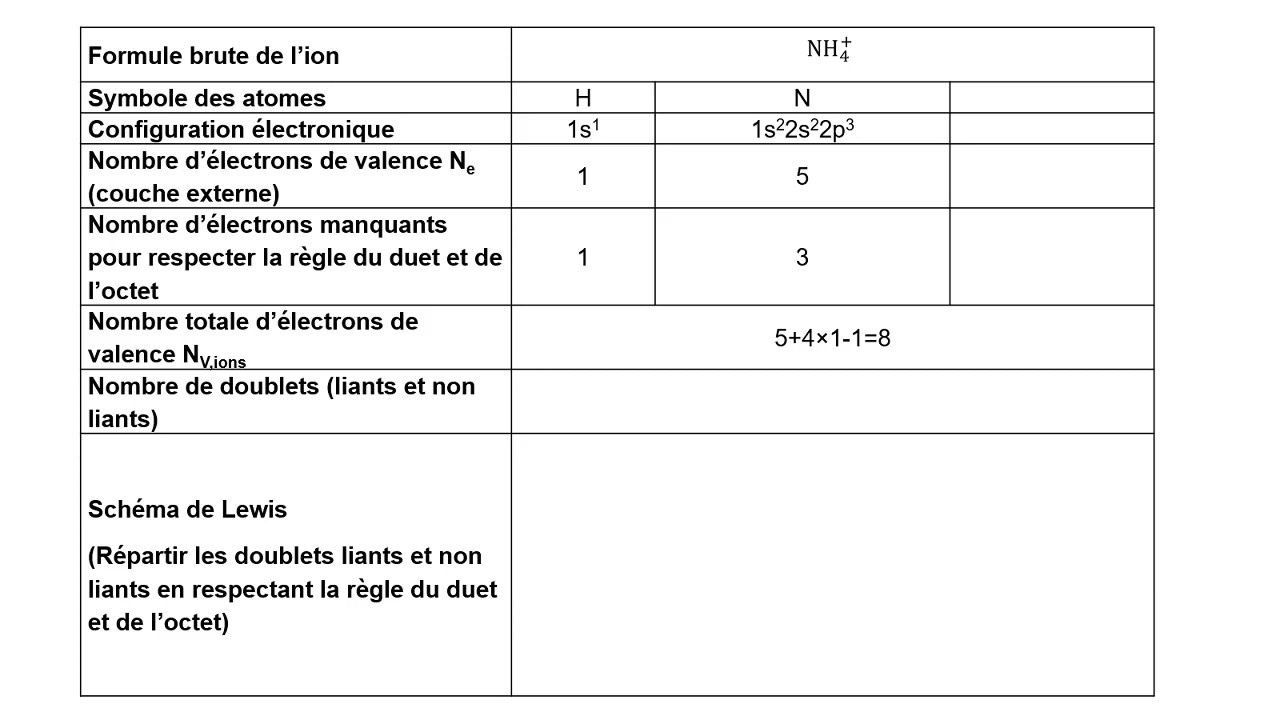 Formule brute de l’ion NH₄⁺
Symbole des atomes H N
Configuration électronique 1s¹ 1s²2s²2p³
Nombre d’électrons de valence Nₑ
(couche externe) 1 5
Nombre d’électrons manquants
pour respecter la règle du duet et de 1 3
l’octet
Nombre totale d’électrons de
valence N_V,ions 5+4×1-1=8
Nombre de doublets (liants et non
liants)
Schéma de Lewis
(Répartir les doublets liants et non
liants en respectant la règle du duet
et de l’octet)